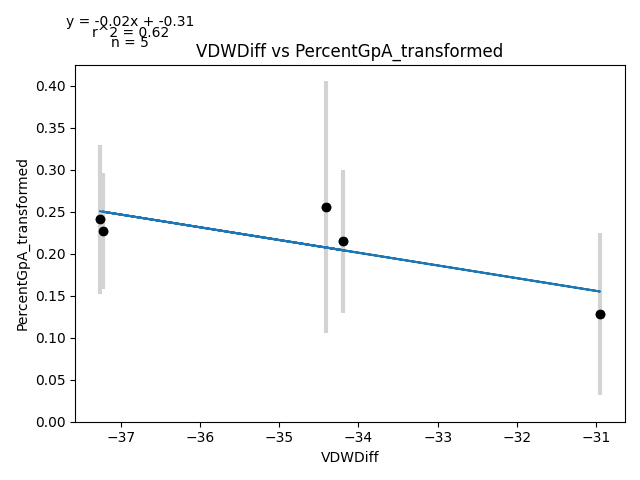 y = -0.02x + -0.31
r^2 = 0.62
n = 5
VDWDiff vs PercentGpA_transformed
PercentGpA_transformed
0.40
0.35
0.30
0.25
0.20
0.15
0.10
0.05
0.00
−37 −36 −35 −34 −33 −32 −31
VDWDiff